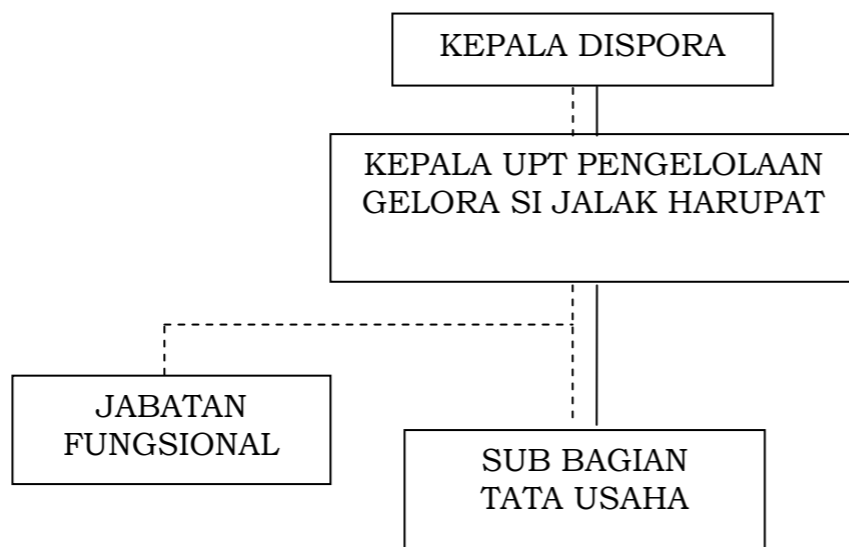 KEPALA DISPORA
KEPALA UPT PENGELOLAAN
GELORA SI JALAK HARUPAT
JABATAN
FUNGSIONAL
SUB BAGIAN
TATA USAHA